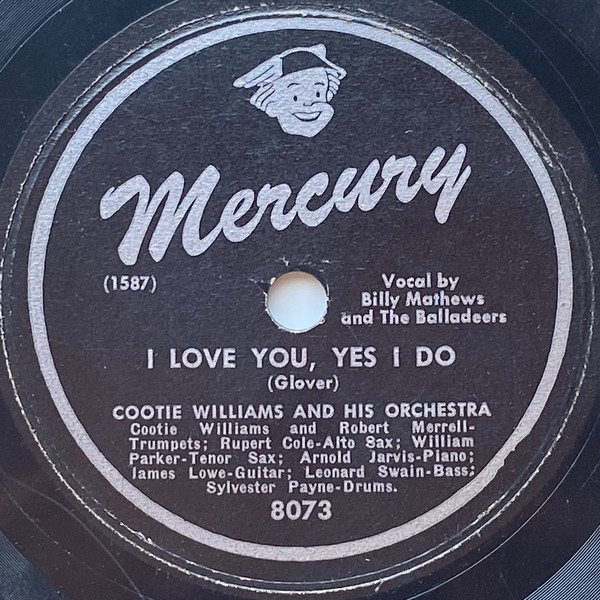 Mercury
(1587)
Vocal by
Billy Mathews
and The Balladeers
I LOVE YOU, YES I DO
(Glover)
COOTIE WILLIAMS AND HIS ORCHESTRA
Cootie Williams and Robert Merrell-
Trumpets; Rupert Cole-Alto Sax; William
Parker-Tenor Sax; Arnold Jarvis-Piano;
James Lowe-Guitar; Leonard Swain-Bass;
Sylvester Payne-Drums.
8073